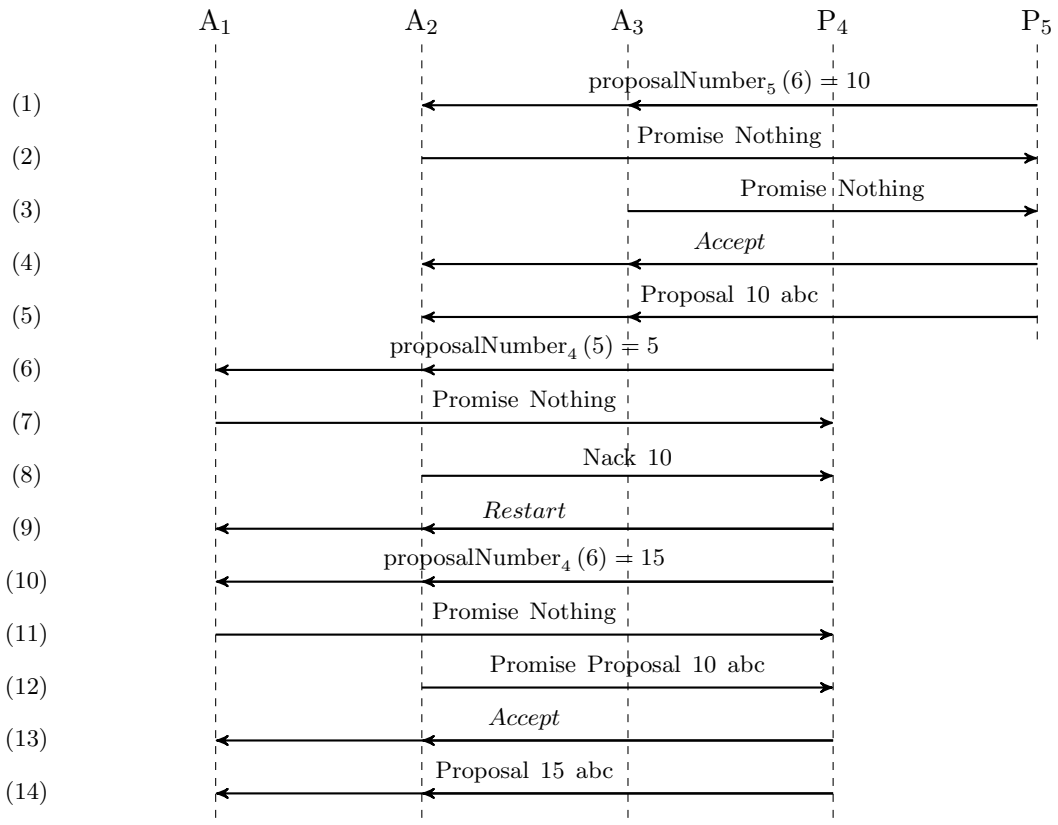 A₁ A₂ A₃ P₄ P₅
(1) proposalNumber₅ (6) = 10
(2) Promise Nothing
(3) Promise Nothing
(4) Accept
(5) Proposal 10 abc
(6) proposalNumber₄ (5) = 5
(7) Promise Nothing
(8) Nack 10
(9) Restart
(10) proposalNumber₄ (6) = 15
(11) Promise Nothing
(12) Promise Proposal 10 abc
(13) Accept
(14) Proposal 15 abc